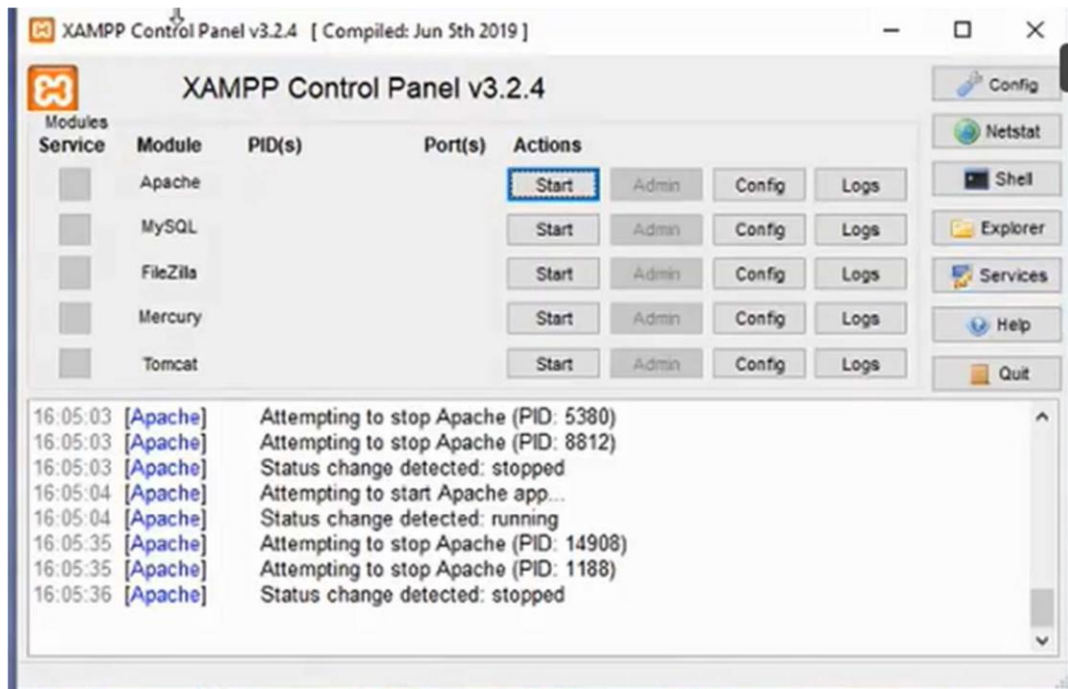 XAMPP Control Panel v3.2.4 [ Compiled: Jun 5th 2019 ]
XAMPP Control Panel v3.2.4
Config
Modules
Netstat
Service Module PID(s) Port(s) Actions
Apache Start Admin Config Logs Shell
MySQL Start Admin Config Logs Explorer
FileZilla Start Admin Config Logs Services
Mercury Start Admin Config Logs Help
Tomcat Start Admin Config Logs Quit
16:05:03 [Apache] Attempting to stop Apache (PID: 5380)
16:05:03 [Apache] Attempting to stop Apache (PID: 8812)
16:05:03 [Apache] Status change detected: stopped
16:05:04 [Apache] Attempting to start Apache app...
16:05:04 [Apache] Status change detected: running
16:05:35 [Apache] Attempting to stop Apache (PID: 14908)
16:05:35 [Apache] Attempting to stop Apache (PID: 1188)
16:05:36 [Apache] Status change detected: stopped